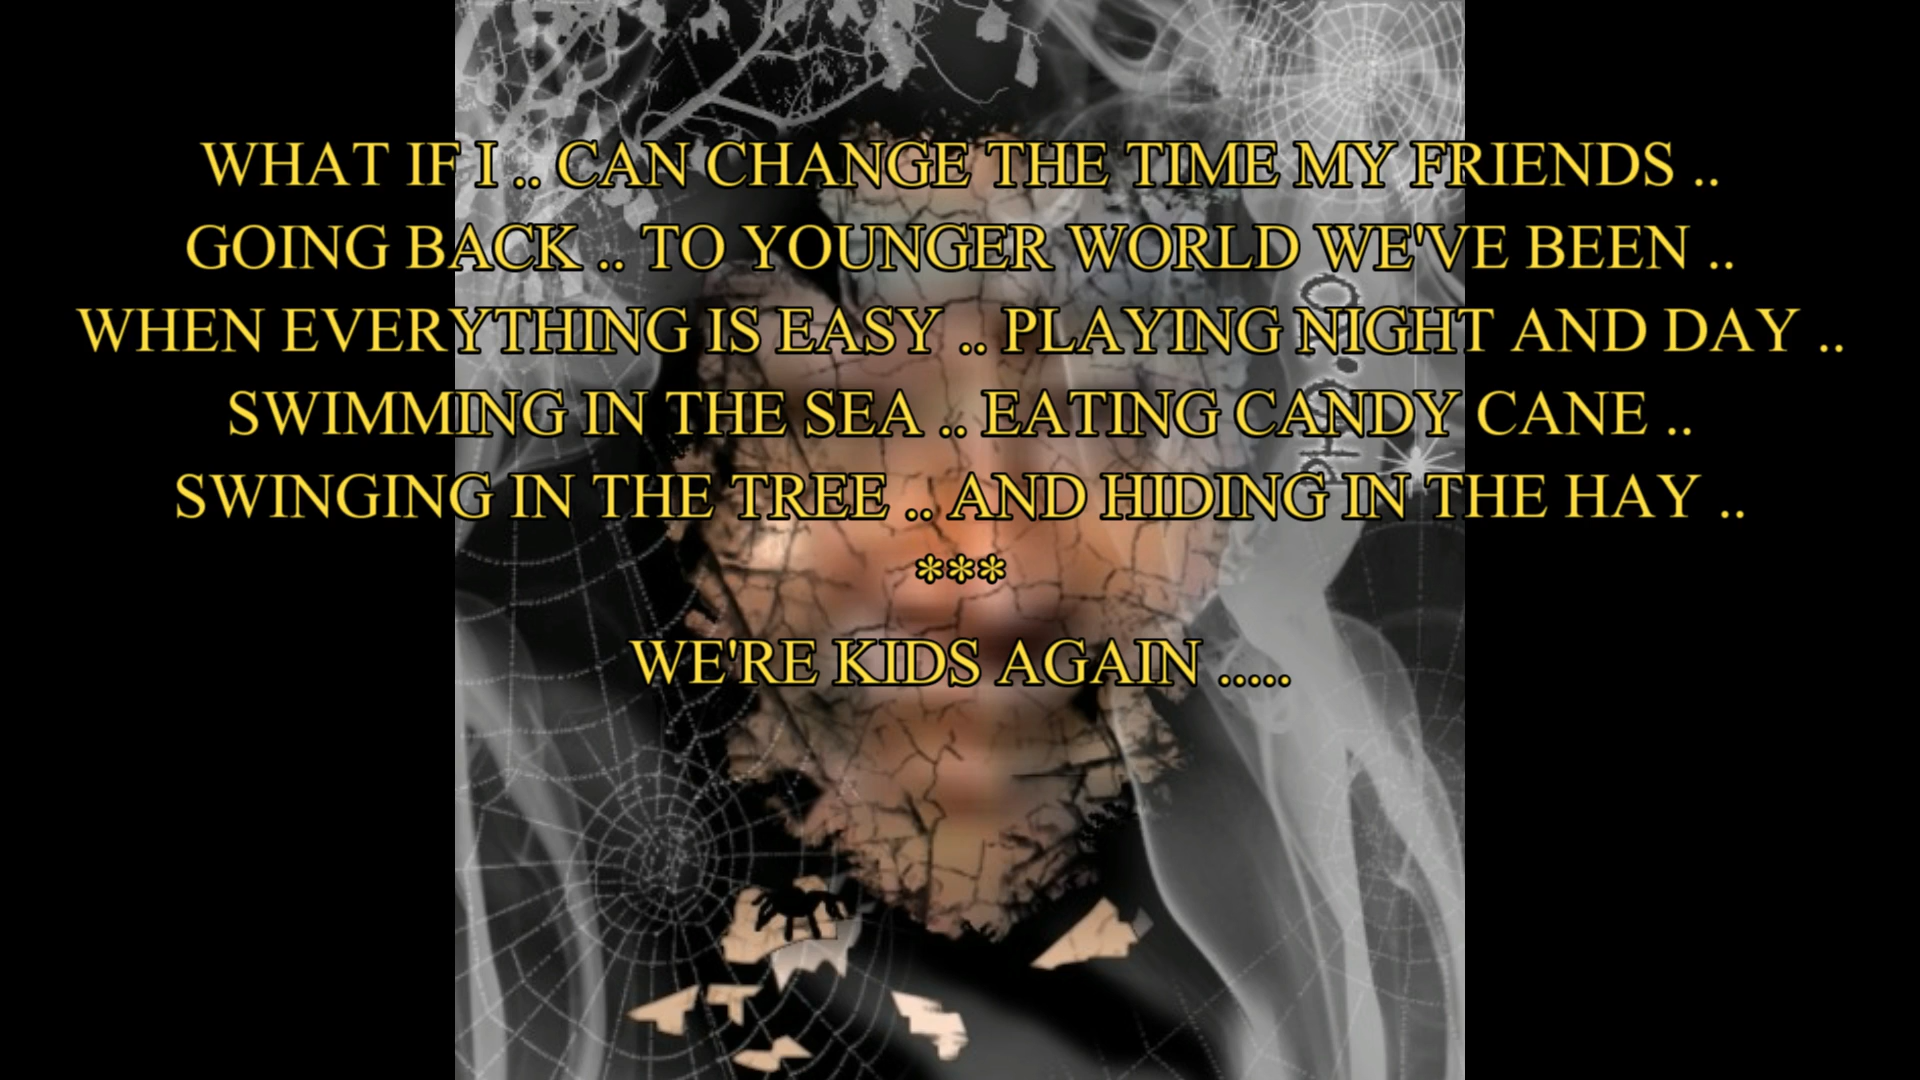 WHAT IF I .. CAN CHANGE THE TIME MY FRIENDS ..
GOING BACK .. TO YOUNGER WORLD WE'VE BEEN ..
WHEN EVERYTHING IS EASY .. PLAYING NIGHT AND DAY ..
SWIMMING IN THE SEA .. EATING CANDY CANE ..
SWINGING IN THE TREE .. AND HIDING IN THE HAY ..
***
WE'RE KIDS AGAIN .....